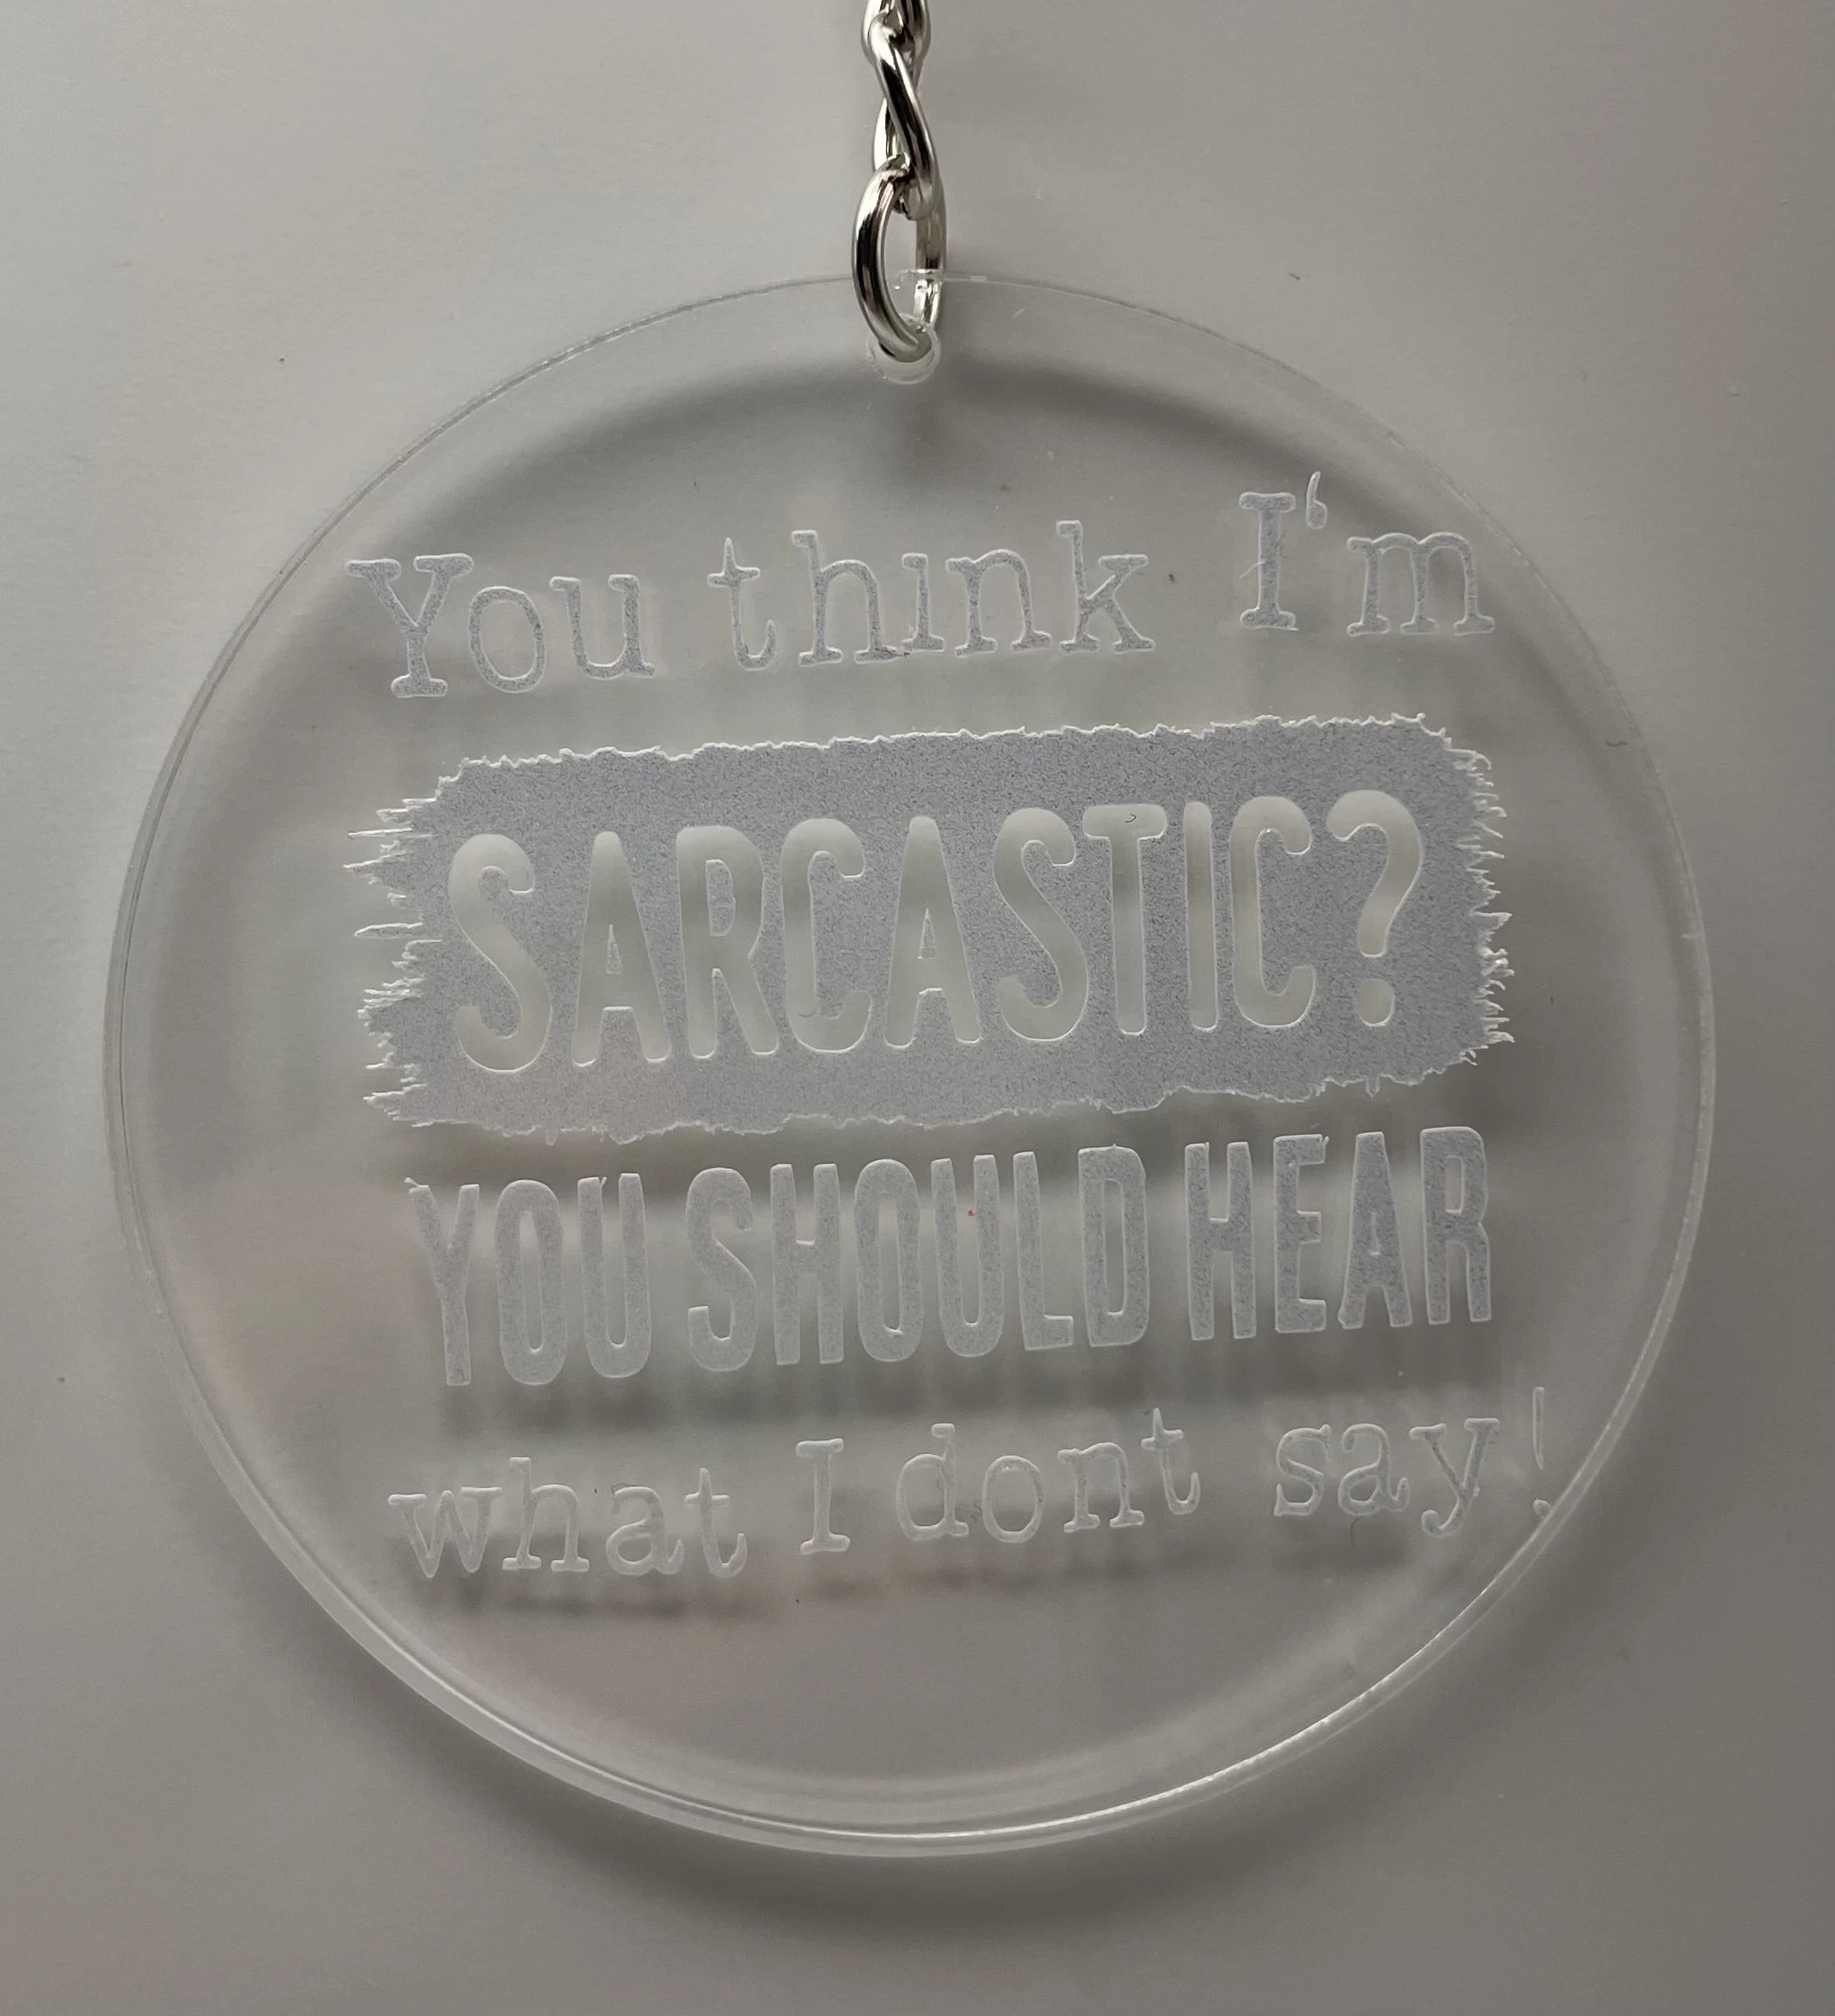 You think I‘m
SARCASTIC?
YOU SHOULD HEAR
what I dont say!